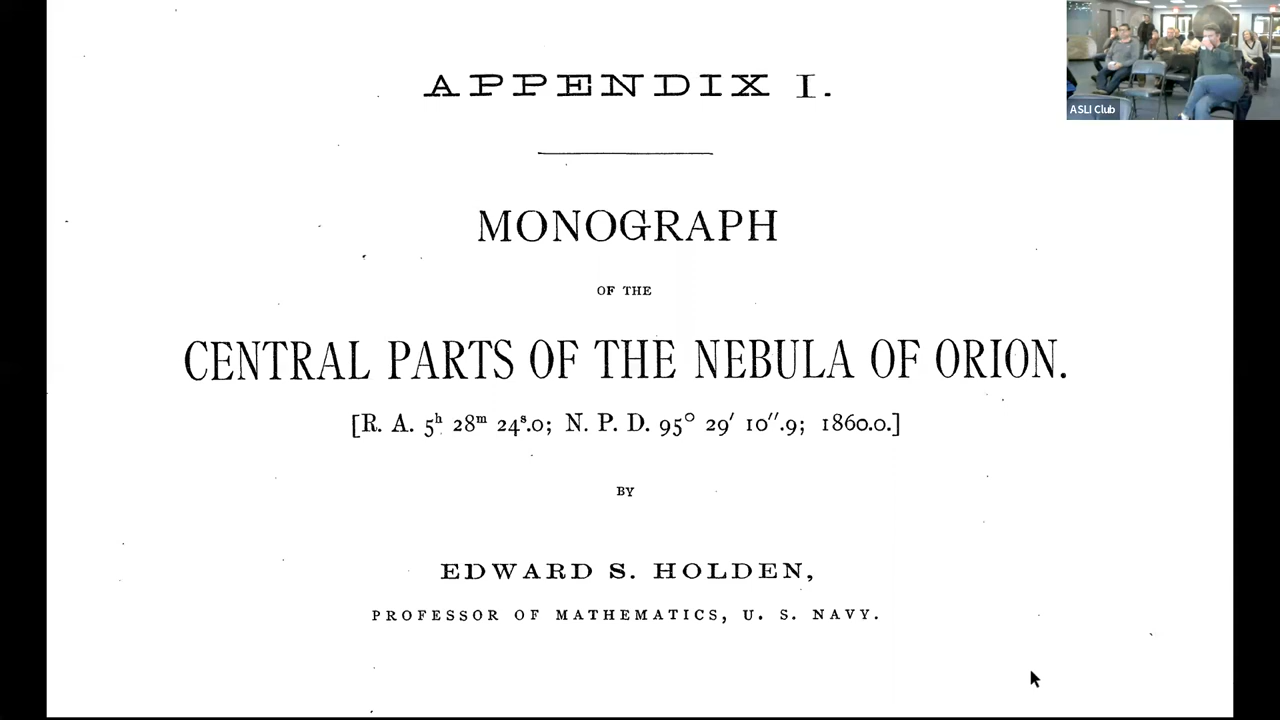 APPENDIX I.
MONOGRAPH
OF THE
CENTRAL PARTS OF THE NEBULA OF ORION.
[R. A. 5ʰ 28ᵐ 24ˢ.0; N. P. D. 95° 29′ 10″.9; 1860.0.]
BY
EDWARD S. HOLDEN,
PROFESSOR OF MATHEMATICS, U. S. NAVY.
ASLI Club